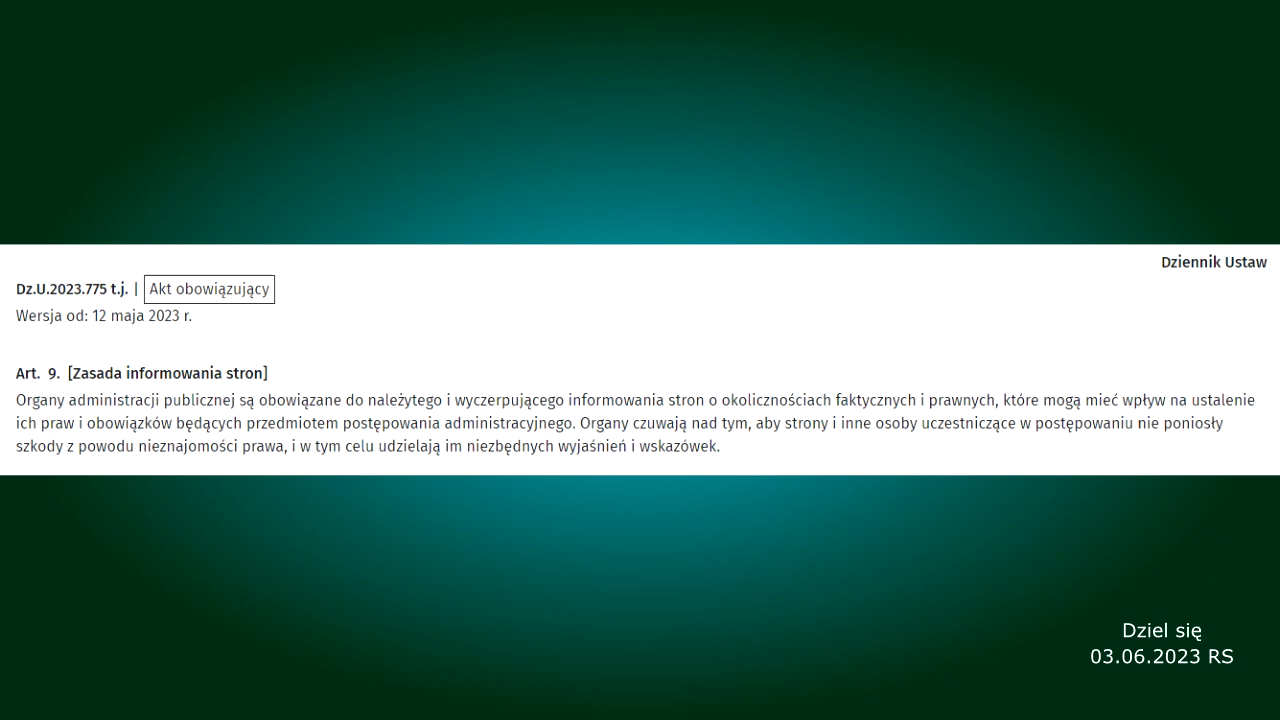 Dziennik Ustaw
Dz.U.2023.775 t.j. | Akt obowiązujący
Wersja od: 12 maja 2023 r.
Art. 9. [Zasada informowania stron]
Organy administracji publicznej są obowiązane do należytego i wyczerpującego informowania stron o okolicznościach faktycznych i prawnych, które mogą mieć wpływ na ustalenie
ich praw i obowiązków będących przedmiotem postępowania administracyjnego. Organy czuwają nad tym, aby strony i inne osoby uczestniczące w postępowaniu nie poniosły
szkody z powodu nieznajomości prawa, i w tym celu udzielają im niezbędnych wyjaśnień i wskazówek.
Dziel się
03.06.2023 RS